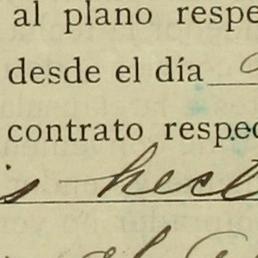 al plano respe
desde el día
contrato respec
s hect